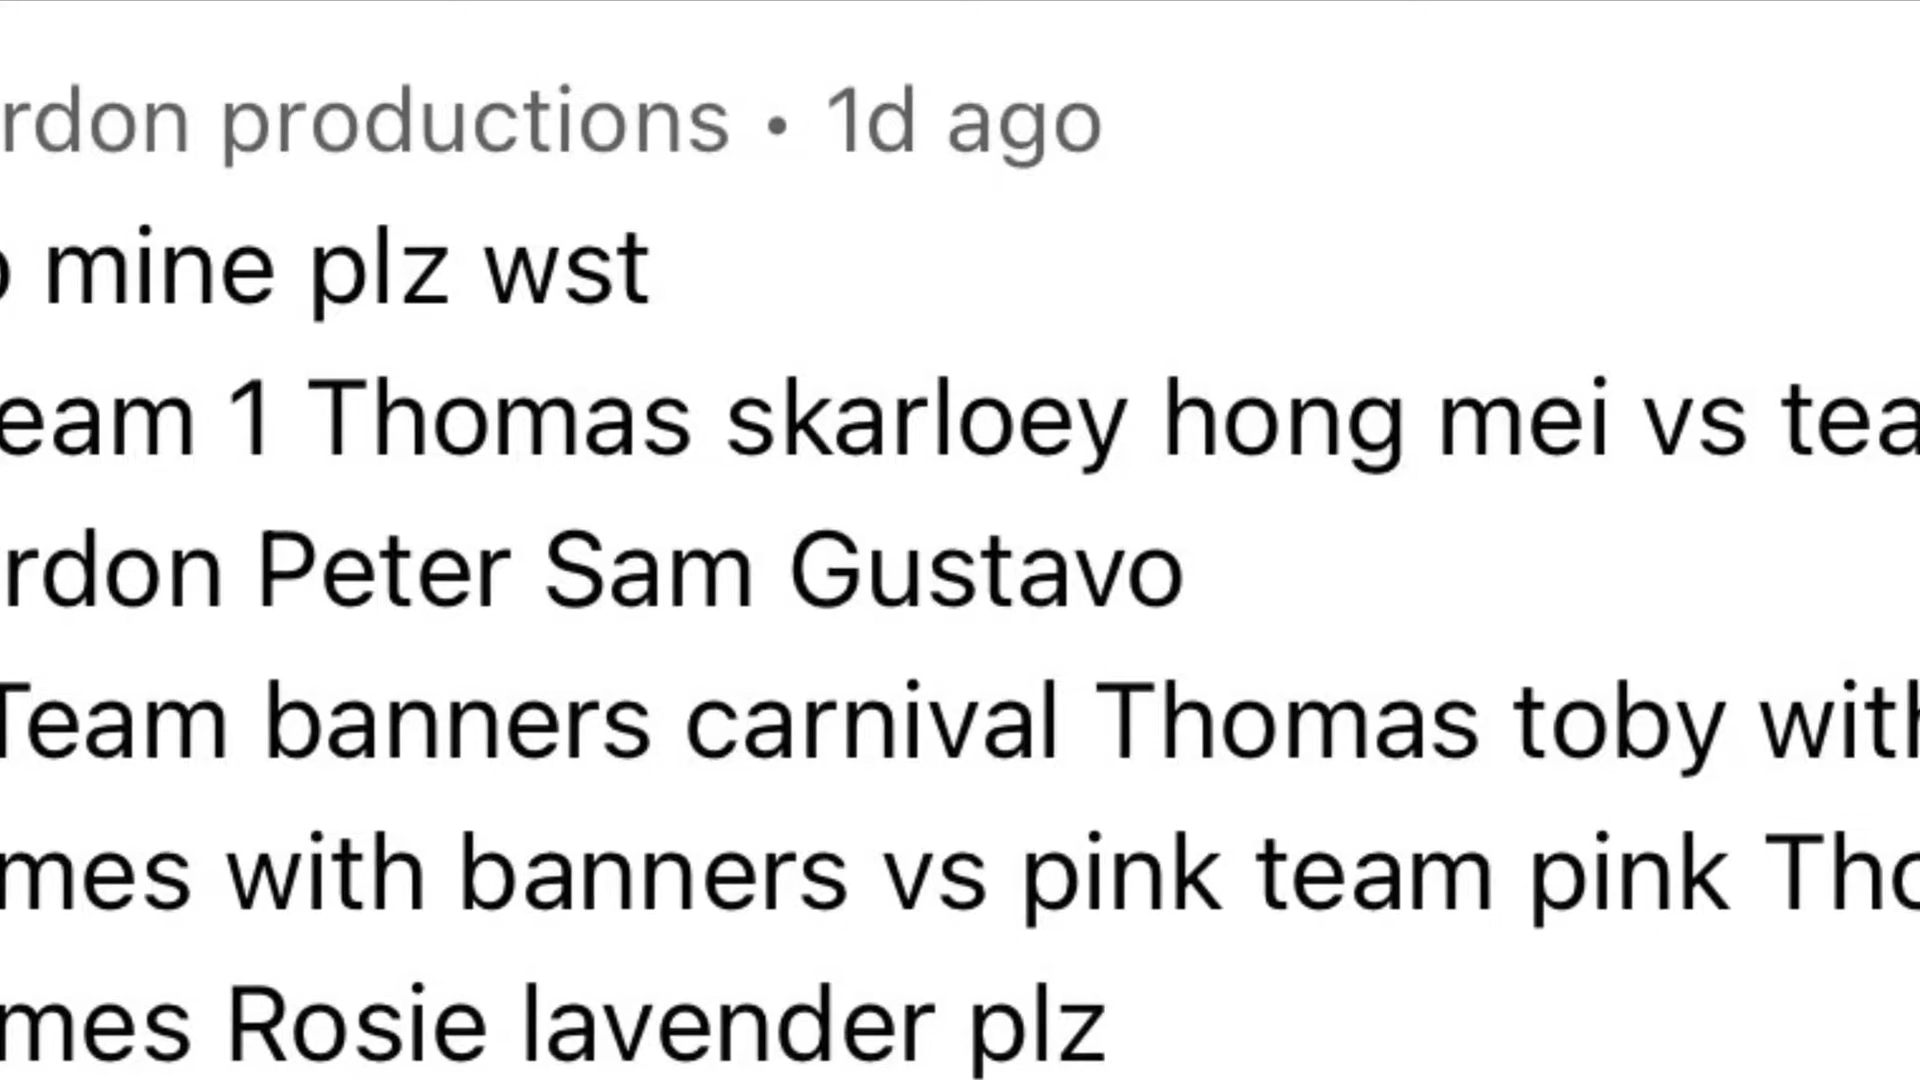 rdon productions • 1d ago
mine plz wst
eam 1 Thomas skarloey hong mei vs tea
rdon Peter Sam Gustavo
Team banners carnival Thomas toby with
mes with banners vs pink team pink Tho
mes Rosie lavender plz